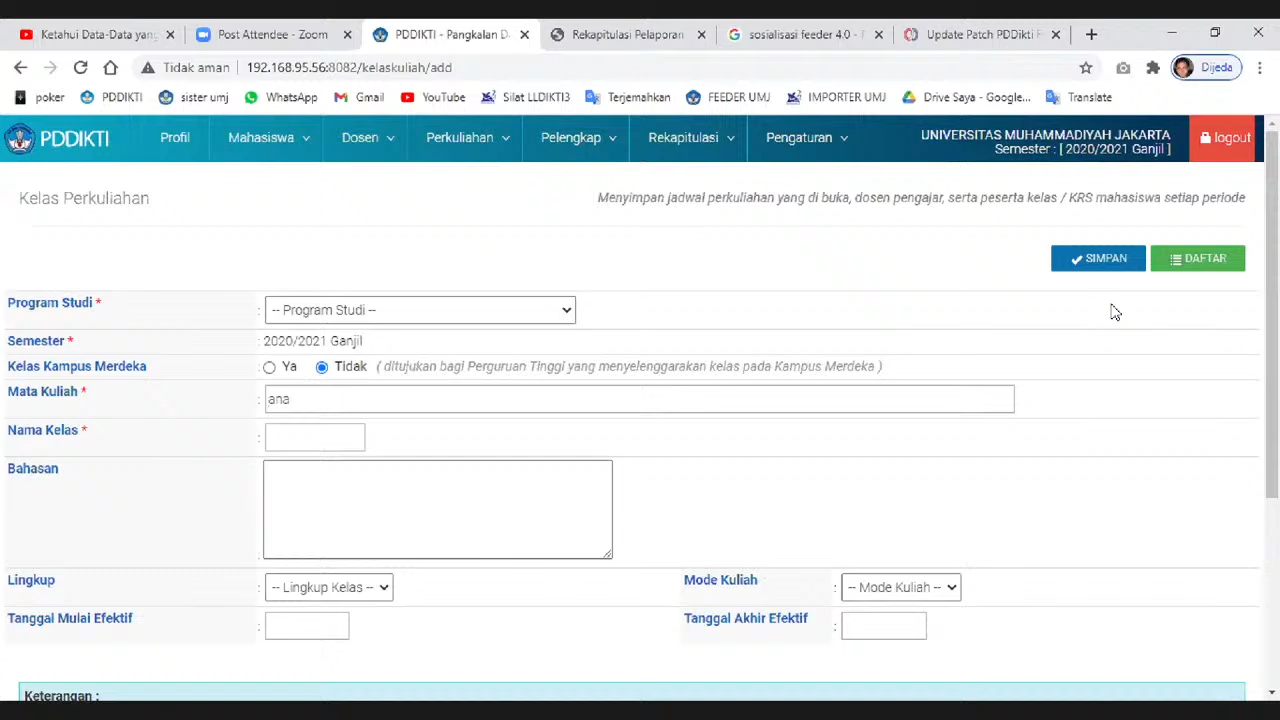 Ketahui Data-Data yang
Post Attendee - Zoom
PDDIKTI - Pangkalan D
Rekapitulasi Pelaporan
sosialisasi feeder 4.0 -
Update Patch PDDikti
Tidak aman
192.168.95.56:8082/kelaskuliah/add
Dijeda
poker
PDDIKTI
sister umj
WhatsApp
Gmail
YouTube
Silat LLDIKTI3
Terjemahkan
FEEDER UMJ
IMPORTER UMJ
Drive Saya - Google...
Translate
PDDIKTI
Profil
Mahasiswa
Dosen
Perkuliahan
Pelengkap
Rekapitulasi
Pengaturan
UNIVERSITAS MUHAMMADIYAH JAKARTA
Semester : [ 2020/2021 Ganjil ]
logout
Kelas Perkuliahan
Menyimpan jadwal perkuliahan yang di buka, dosen pengajar, serta peserta kelas / KRS mahasiswa setiap periode
SIMPAN
DAFTAR
Program Studi *
: -- Program Studi --
Semester *
: 2020/2021 Ganjil
Kelas Kampus Merdeka
: Ya Tidak ( ditujukan bagi Perguruan Tinggi yang menyelenggarakan kelas pada Kampus Merdeka )
Mata Kuliah *
: ana
Nama Kelas *
:
Bahasan
:
Lingkup
: -- Lingkup Kelas --
Mode Kuliah
: -- Mode Kuliah --
Tanggal Mulai Efektif
:
Tanggal Akhir Efektif
:
Keterangan :